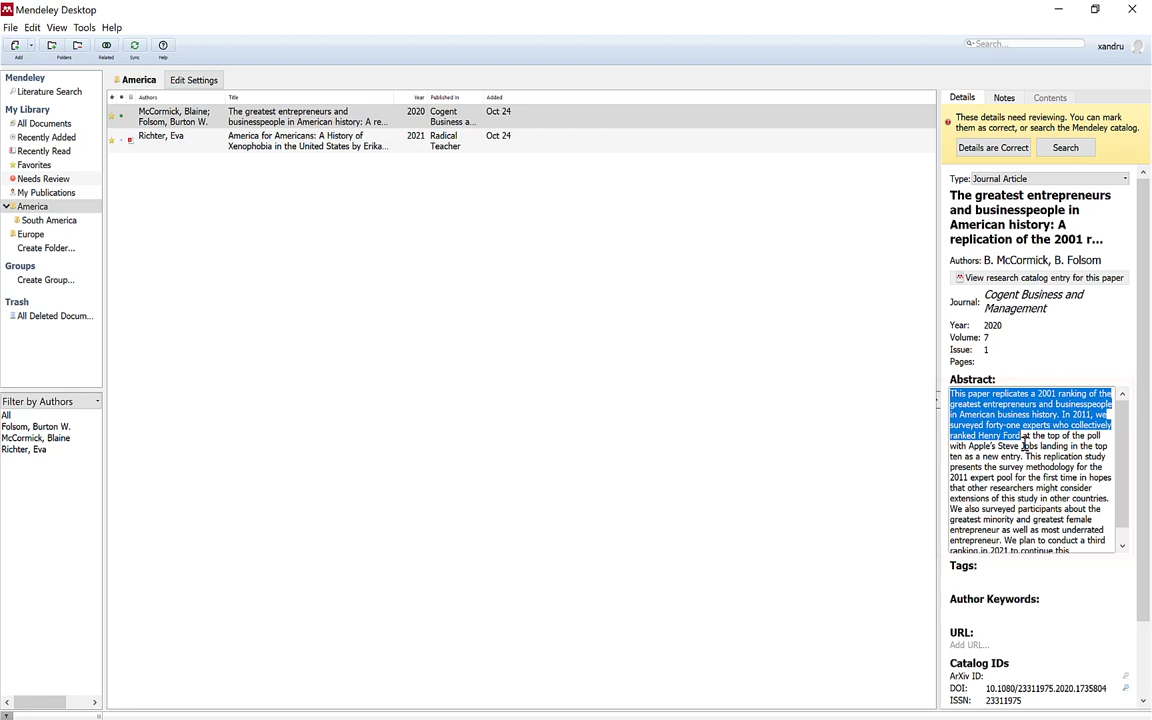 Mendeley Desktop
File Edit View Tools Help
Add Folders Related Sync Help
Search...
xandru
Mendeley
Literature Search
My Library
All Documents
Recently Added
Recently Read
Favorites
Needs Review
My Publications
America
South America
Europe
Create Folder...
Groups
Create Group...
Trash
All Deleted Docum...
Filter by Authors
All
Folsom, Burton W.
McCormick, Blaine
Richter, Eva
America Edit Settings
Authors Title Year Published In Added
McCormick, Blaine; The greatest entrepreneurs and 2020 Cogent Oct 24
Folsom, Burton W. businesspeople in American history: A re... Business a...
Richter, Eva America for Americans: A History of 2021 Radical Oct 24
Xenophobia in the United States by Erika... Teacher
Details Notes Contents
These details need reviewing. You can mark
them as correct, or search the Mendeley catalog.
Details are Correct Search
Type: Journal Article
The greatest entrepreneurs
and businesspeople in
American history: A
replication of the 2001 r...
Authors: B. McCormick, B. Folsom
View research catalog entry for this paper
Journal: Cogent Business and
Management
Year: 2020
Volume: 7
Issue: 1
Pages:
Abstract:
This paper replicates a 2001 ranking of the
greatest entrepreneurs and businesspeople
in American business history. In 2011, we
surveyed forty-one experts who collectively
ranked Henry Ford at the top of the poll
with Apple's Steve Jobs landing in the top
ten as a new entry. This replication study
presents the survey methodology for the
2011 expert pool for the first time in hopes
that other researchers might consider
extensions of this study in other countries.
We also surveyed participants about the
greatest minority and greatest female
entrepreneur as well as most underrated
entrepreneur. We plan to conduct a third
ranking in 2021 to continue this
Tags:
Author Keywords:
URL:
Add URL...
Catalog IDs
ArXiv ID:
DOI: 10.1080/23311975.2020.1735804
ISSN: 23311975